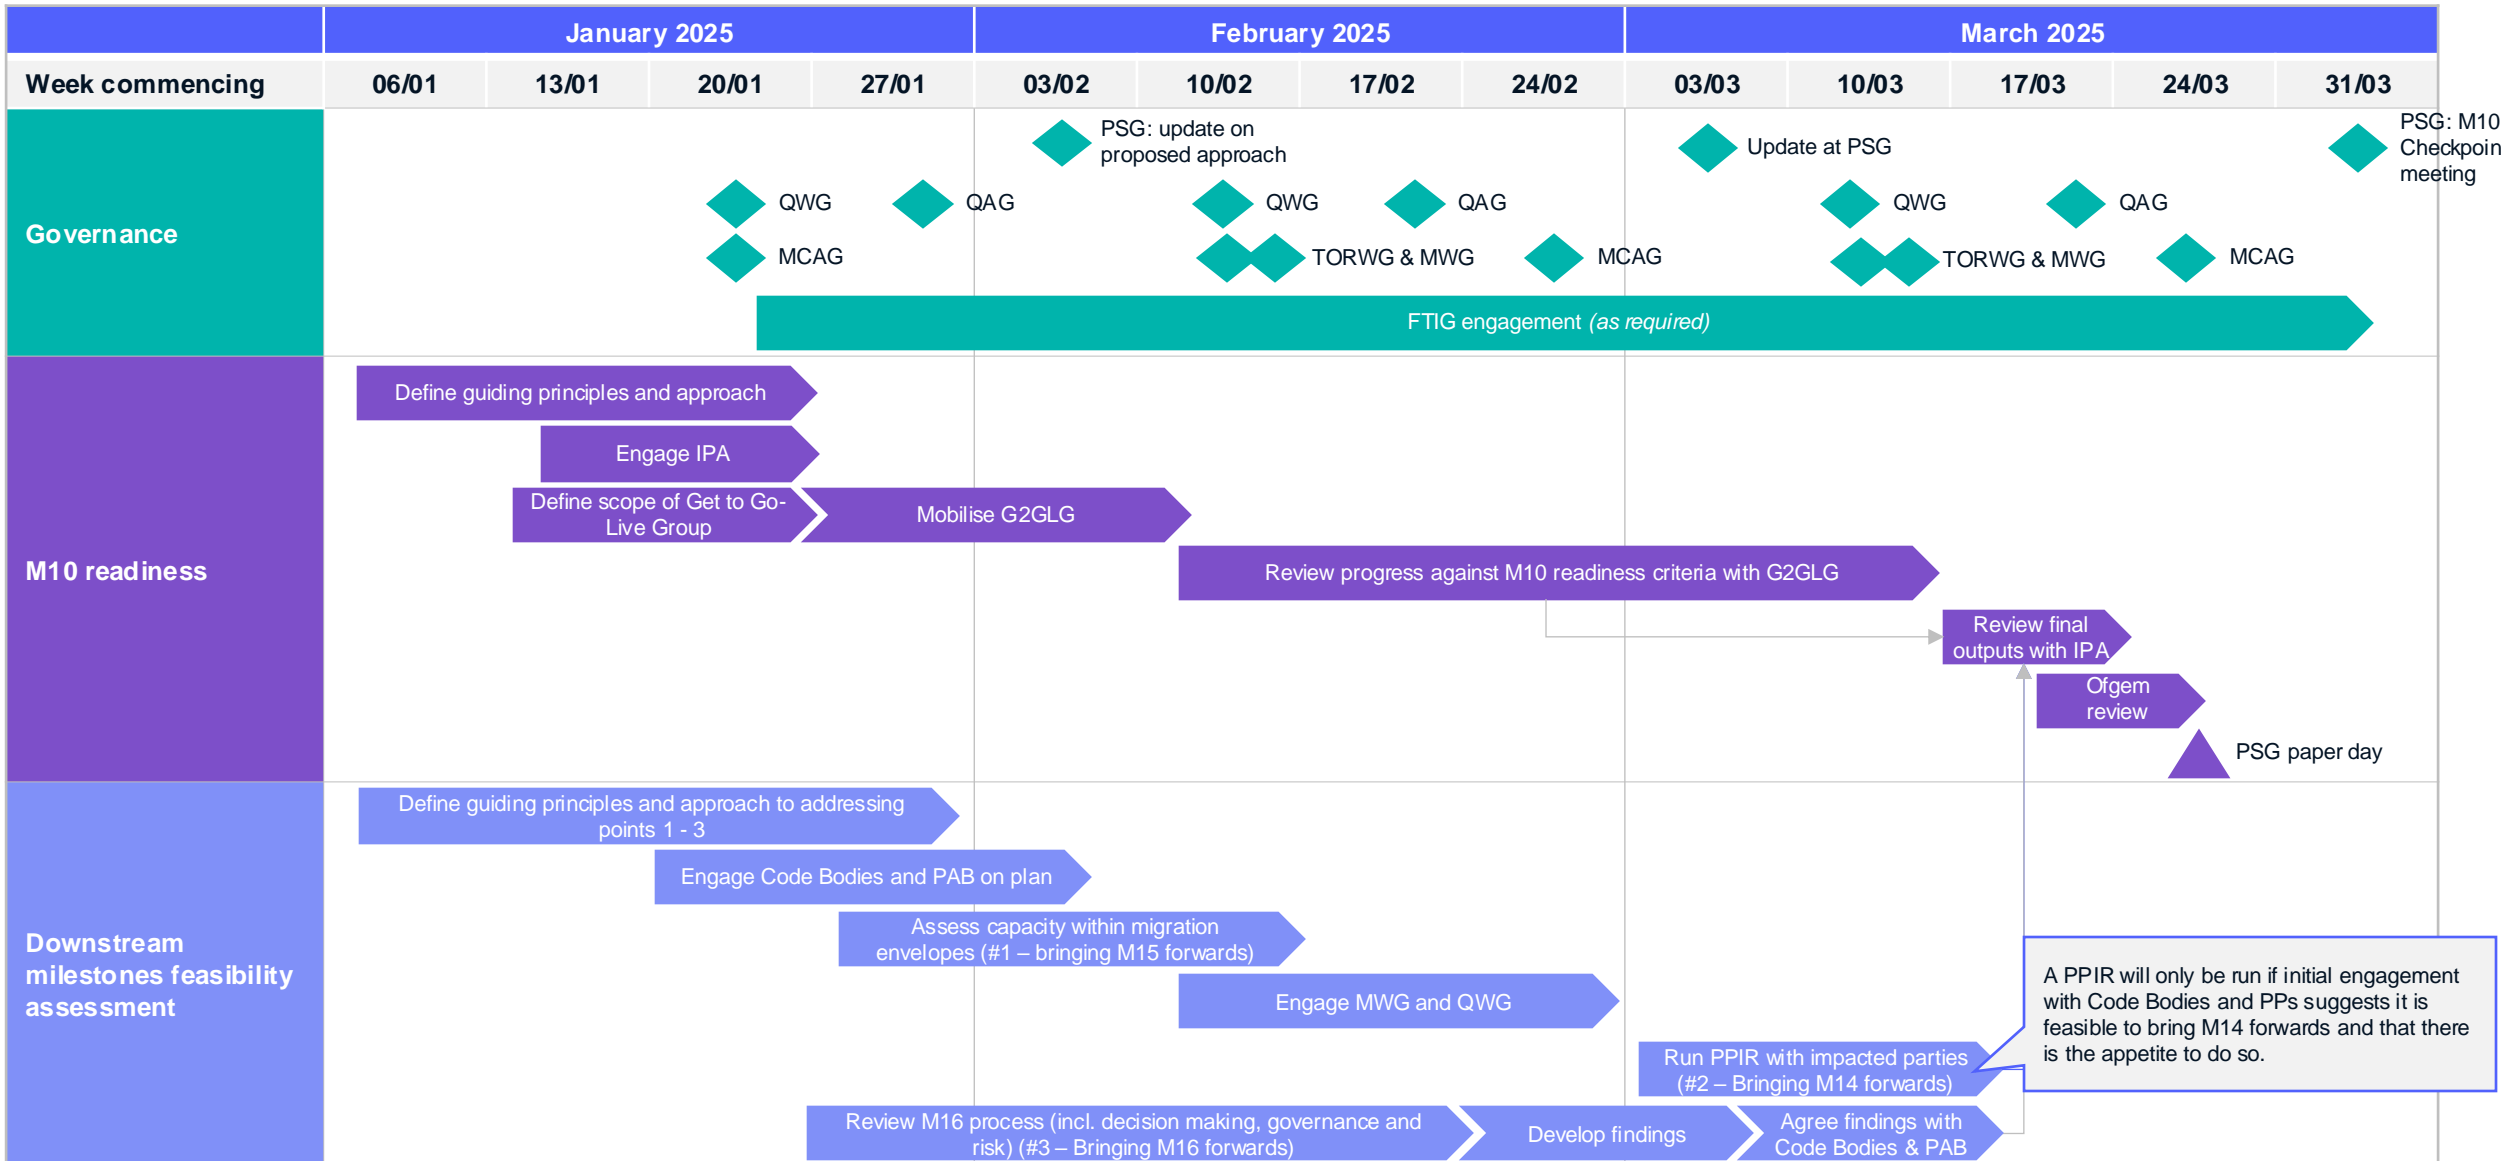 January 2025
February 2025
March 2025
Week commencing
06/01
13/01
20/01
27/01
03/02
10/02
17/02
24/02
03/03
10/03
17/03
24/03
31/03
Governance
PSG: update on
proposed approach
Update at PSG
PSG: M10
Checkpoin
meeting
QWG
QAG
QWG
QAG
QWG
QAG
MCAG
TORWG & MWG
MCAG
TORWG & MWG
MCAG
FTIG engagement (as required)
M10 readiness
Define guiding principles and approach
Engage IPA
Define scope of Get to Go-
Live Group
Mobilise G2GLG
Review progress against M10 readiness criteria with G2GLG
Review final
outputs with IPA
Ofgem
review
PSG paper day
Downstream
milestones feasibility
assessment
Define guiding principles and approach to addressing
points 1 - 3
Engage Code Bodies and PAB on plan
Assess capacity within migration
envelopes (#1 – bringing M15 forwards)
Engage MWG and QWG
Run PPIR with impacted parties
(#2 – Bringing M14 forwards)
A PPIR will only be run if initial engagement
with Code Bodies and PPs suggests it is
feasible to bring M14 forwards and that there
is the appetite to do so.
Review M16 process (incl. decision making, governance and
risk) (#3 – Bringing M16 forwards)
Develop findings
Agree findings with
Code Bodies & PAB